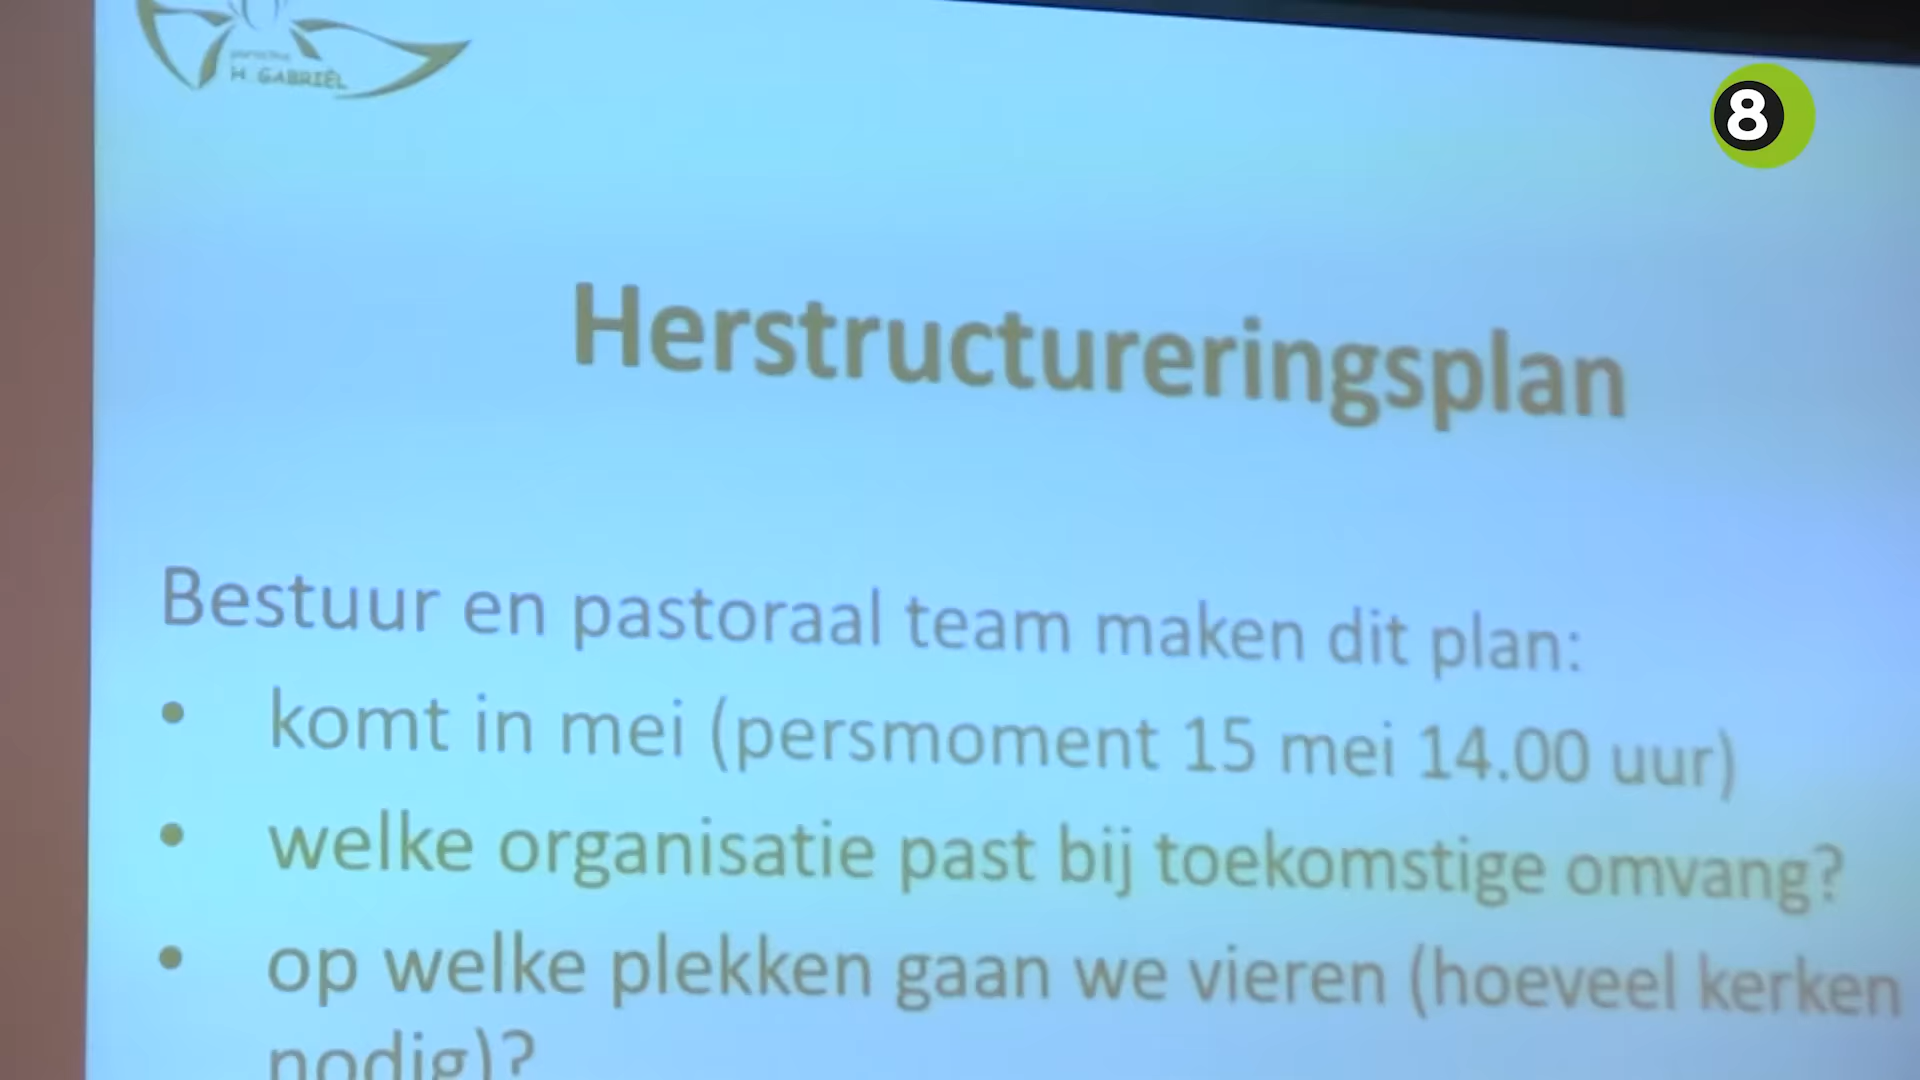 parochie
H. GABRIËL
8
Herstructureringsplan
Bestuur en pastoraal team maken dit plan:
• komt in mei (persmoment 15 mei 14.00 uur)
• welke organisatie past bij toekomstige omvang?
• op welke plekken gaan we vieren (hoeveel kerken
nodig)?